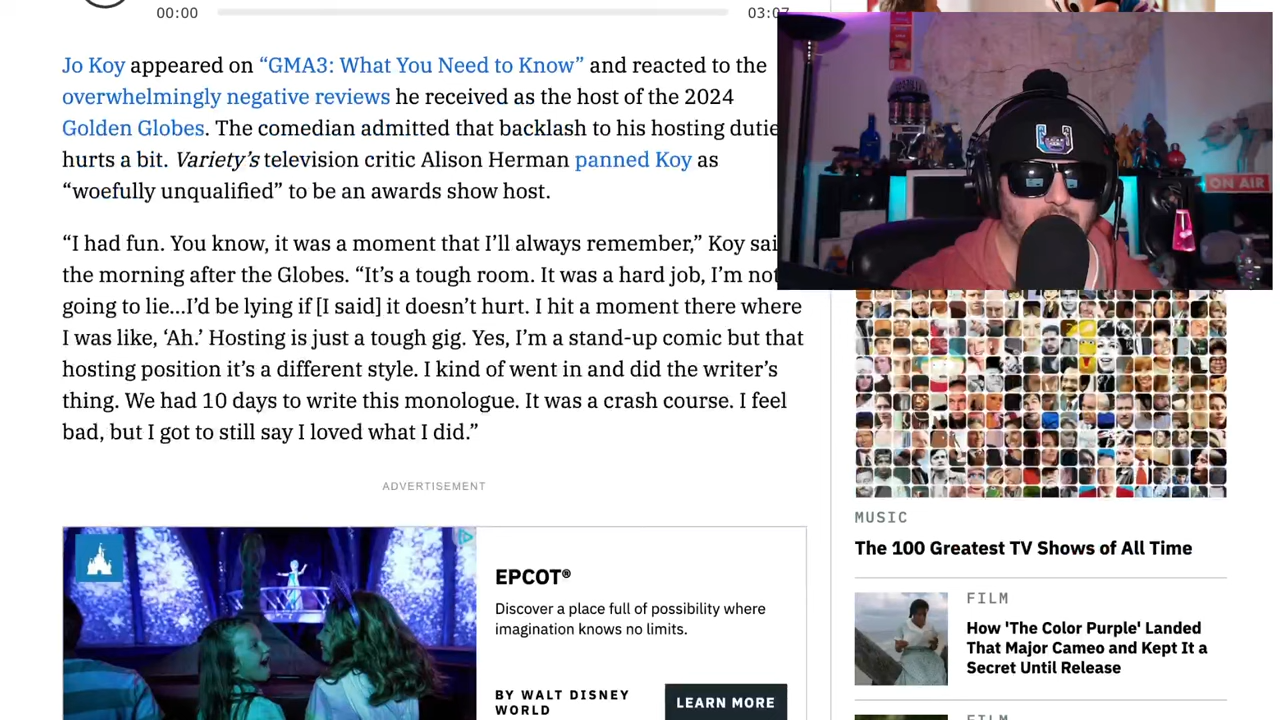 00:00
03:07
Jo Koy appeared on “GMA3: What You Need to Know” and reacted to the
overwhelmingly negative reviews he received as the host of the 2024
Golden Globes. The comedian admitted that backlash to his hosting dutie
hurts a bit. Variety’s television critic Alison Herman panned Koy as
“woefully unqualified” to be an awards show host.
“I had fun. You know, it was a moment that I’ll always remember,” Koy sai
the morning after the Globes. “It’s a tough room. It was a hard job, I’m not
going to lie…I’d be lying if [I said] it doesn’t hurt. I hit a moment there where
I was like, ‘Ah.’ Hosting is just a tough gig. Yes, I’m a stand-up comic but that
hosting position it’s a different style. I kind of went in and did the writer’s
thing. We had 10 days to write this monologue. It was a crash course. I feel
bad, but I got to still say I loved what I did.”
ADVERTISEMENT
EPCOT®
Discover a place full of possibility where
imagination knows no limits.
BY WALT DISNEY
WORLD
LEARN MORE
ON AIR
MUSIC
The 100 Greatest TV Shows of All Time
FILM
How 'The Color Purple' Landed
That Major Cameo and Kept It a
Secret Until Release
FILM